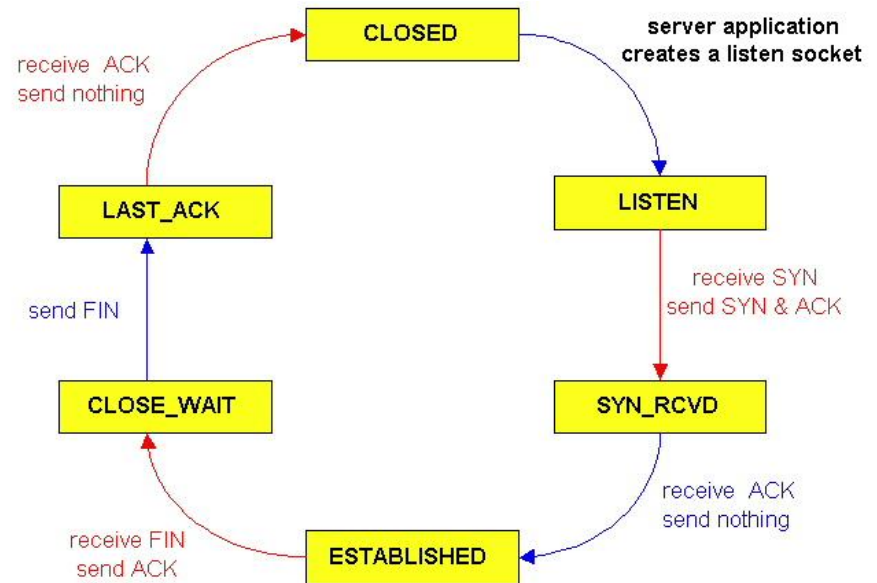 CLOSED
server application
creates a listen socket
receive ACK
send nothing
LAST_ACK
LISTEN
receive SYN
send SYN & ACK
send FIN
CLOSE_WAIT
SYN_RCVD
receive ACK
send nothing
receive FIN
send ACK
ESTABLISHED